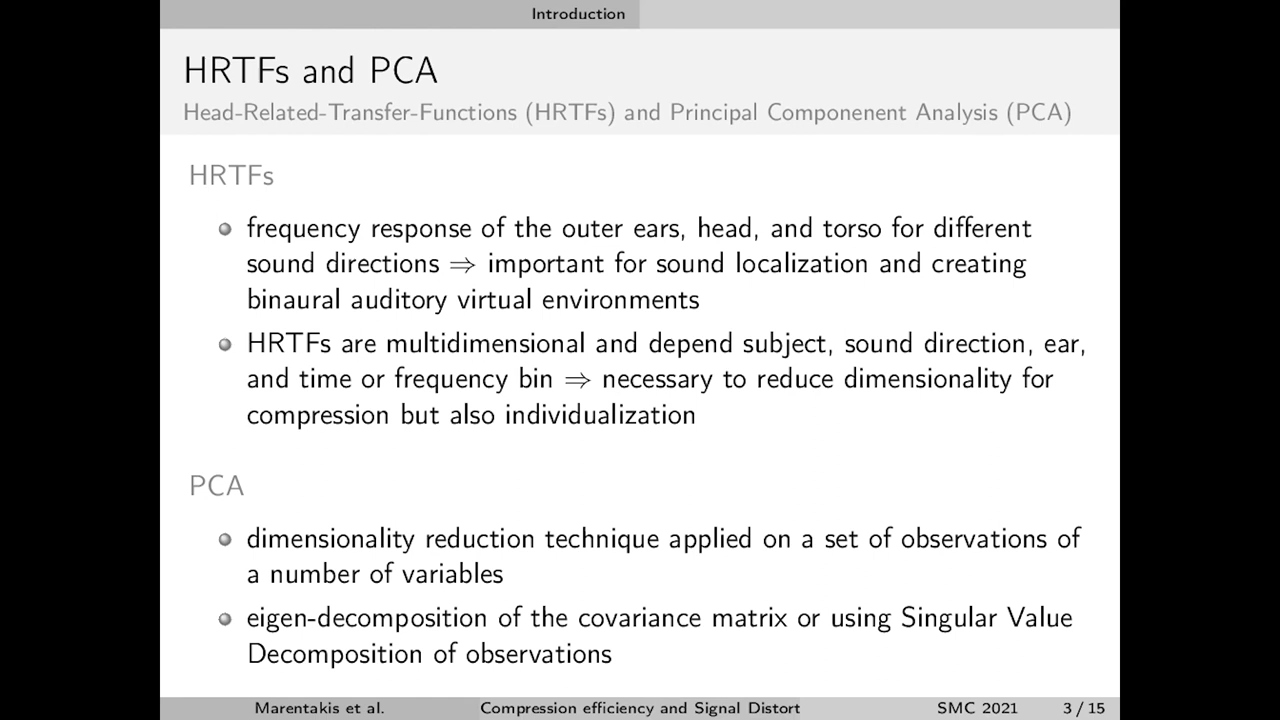 Introduction
HRTFs and PCA
Head-Related-Transfer-Functions (HRTFs) and Principal Componenent Analysis (PCA)
HRTFs
frequency response of the outer ears, head, and torso for different
sound directions ⇒ important for sound localization and creating
binaural auditory virtual environments
HRTFs are multidimensional and depend subject, sound direction, ear,
and time or frequency bin ⇒ necessary to reduce dimensionality for
compression but also individualization
PCA
dimensionality reduction technique applied on a set of observations of
a number of variables
eigen-decomposition of the covariance matrix or using Singular Value
Decomposition of observations
Marentakis et al. Compression efficiency and Signal Distort SMC 2021 3 / 15